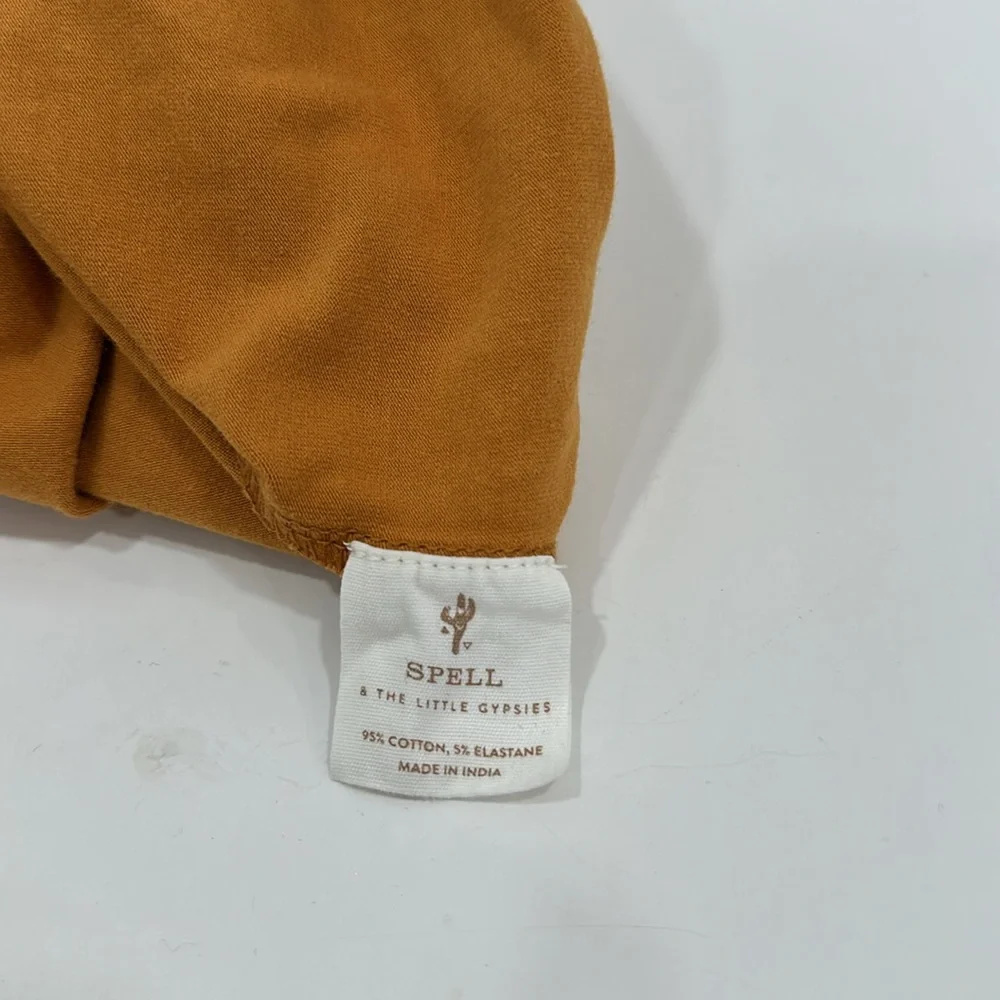 SPELL
& THE LITTLE GYPSIES
95% COTTON, 5% ELASTANE
MADE IN INDIA